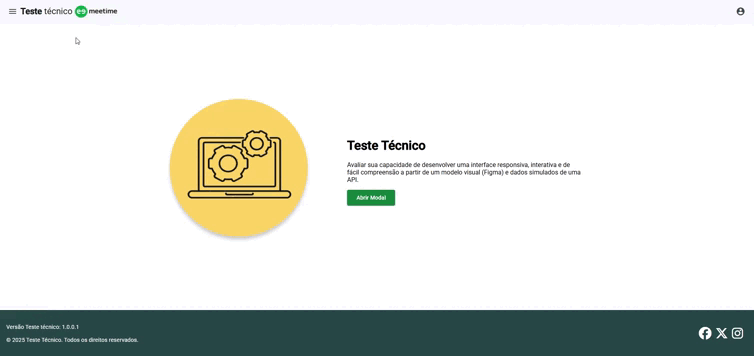 Teste técnico meetime
Teste Técnico
Avaliar sua capacidade de desenvolver uma interface responsiva, interativa e de
fácil compreensão a partir de um modelo visual (Figma) e dados simulados de uma
API.
Abrir Modal
Versão Teste técnico: 1.0.0.1
© 2025 Teste Técnico. Todos os direitos reservados.